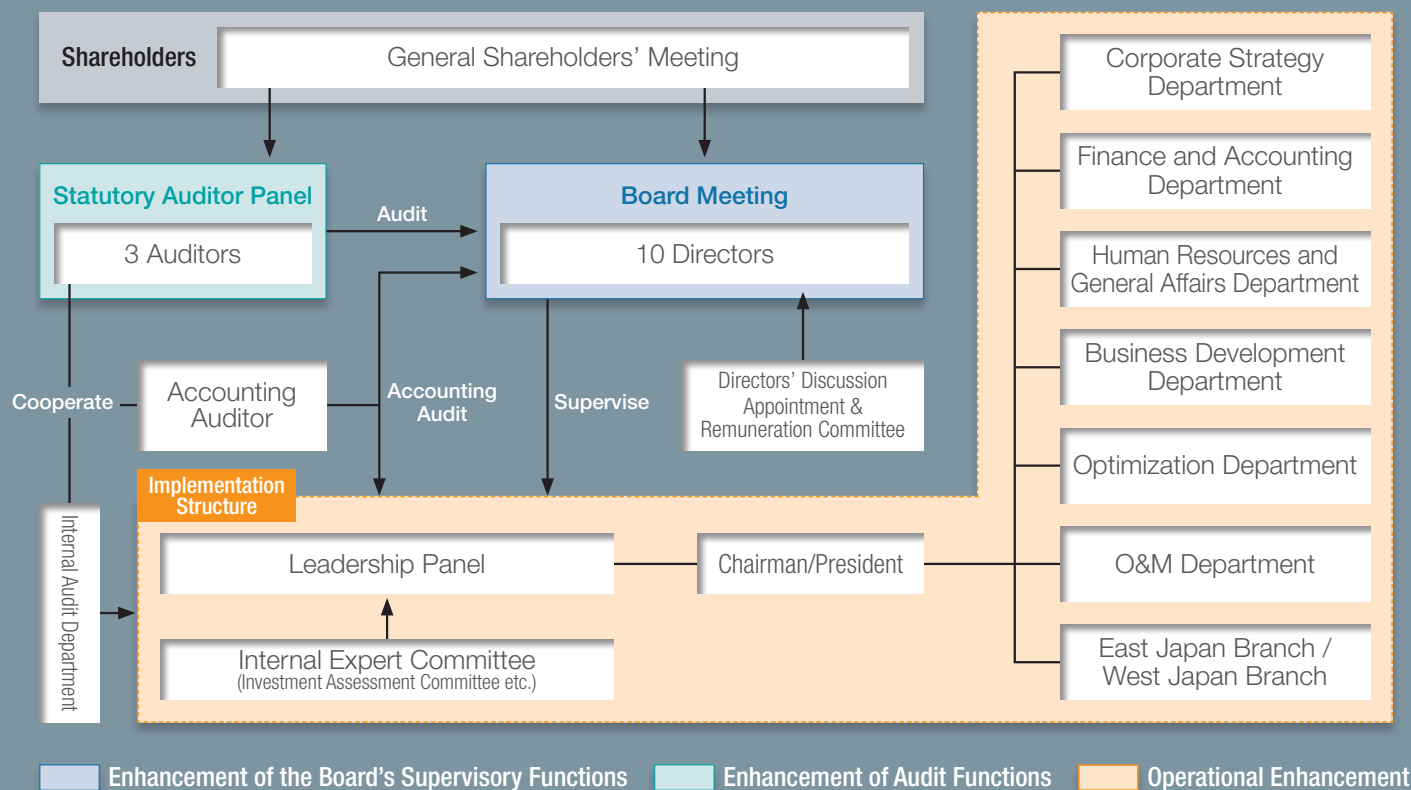 Shareholders
General Shareholders’ Meeting
Statutory Auditor Panel
3 Auditors
Audit
Board Meeting
10 Directors
Cooperate
Accounting
Auditor
Accounting
Audit
Supervise
Directors’ Discussion
Appointment &
Remuneration Committee
Implementation
Structure
Internal Audit Department
Leadership Panel
Chairman/President
Internal Expert Committee
(Investment Assessment Committee etc.)
Corporate Strategy
Department
Finance and Accounting
Department
Human Resources and
General Affairs Department
Business Development
Department
Optimization Department
O&M Department
East Japan Branch /
West Japan Branch
Enhancement of the Board’s Supervisory Functions
Enhancement of Audit Functions
Operational Enhancement